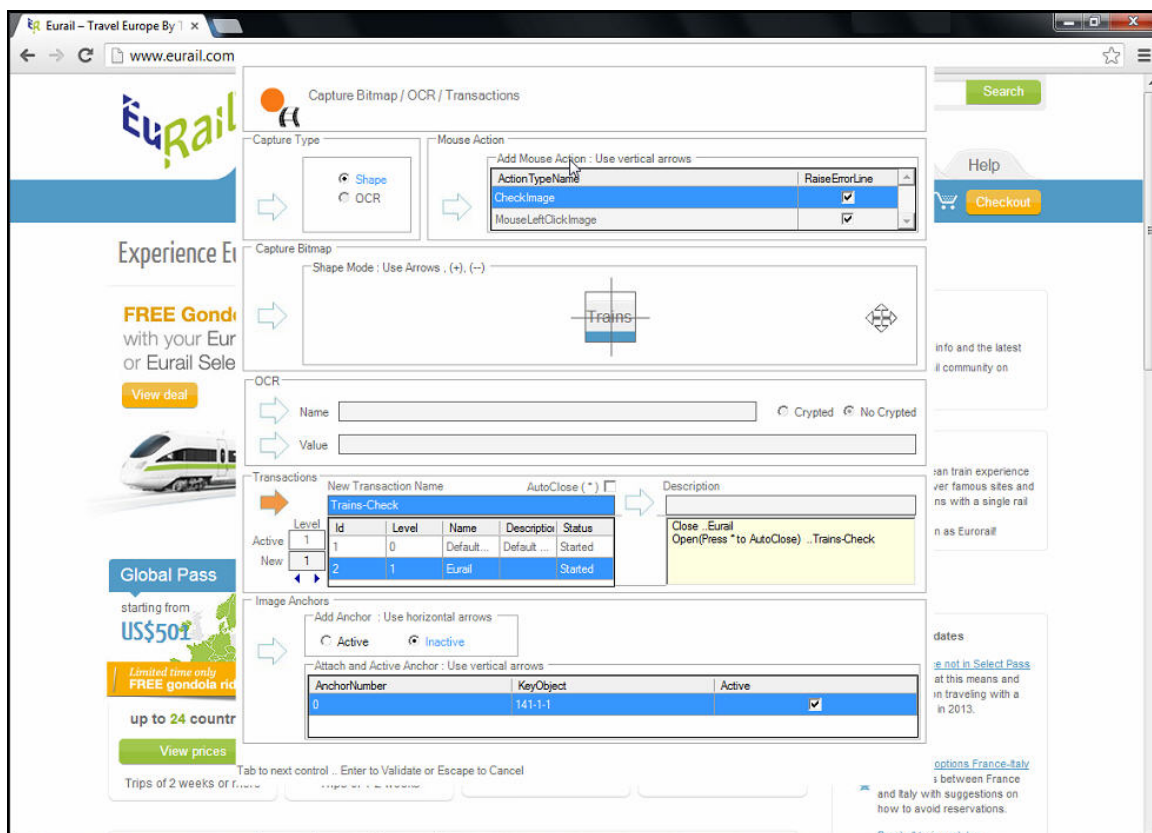 Eurail – Travel Europe By T
www.eurail.com
EuRail
Search
Help
Checkout
Capture Bitmap / OCR / Transactions
Capture Type
Shape
OCR
Mouse Action
Add Mouse Action : Use vertical arrows
ActionTypeName RaiseErrorLine
CheckImage
MouseLeftClickImage
Capture Bitmap
Shape Mode : Use Arrows , (+), (--)
Trains
OCR
Name
Crypted No Crypted
Value
Transactions
New Transaction Name AutoClose ( * )
Trains-Check
Description
Level
Active 1
New 1
Id Level Name Description Status
1 0 Default... Default ... Started
2 1 Eurail Started
Close ..Eurail
Open(Press * to AutoClose) ..Trains-Check
Image Anchors
Add Anchor : Use horizontal arrows
Active Inactive
Attach and Active Anchor : Use vertical arrows
AnchorNumber KeyObject Active
0 141-1-1
Tab to next control .. Enter to Validate or Escape to Cancel
Experience Eu
FREE Gondo
with your Eur
or Eurail Sele
View deal
Global Pass
starting from
US$501
Limited time only
FREE gondola rid
up to 24 countr
View prices
Trips of 2 weeks or more
Trips of 1-2 weeks
info and the latest
il community on
ean train experience
ver famous sites and
ns with a single rail
n as Eurorail!
dates
e not in Select Pass
at this means and
n traveling with a
in 2013.
options France-Italy
s between France
and Italy with suggestions on
how to avoid reservations.